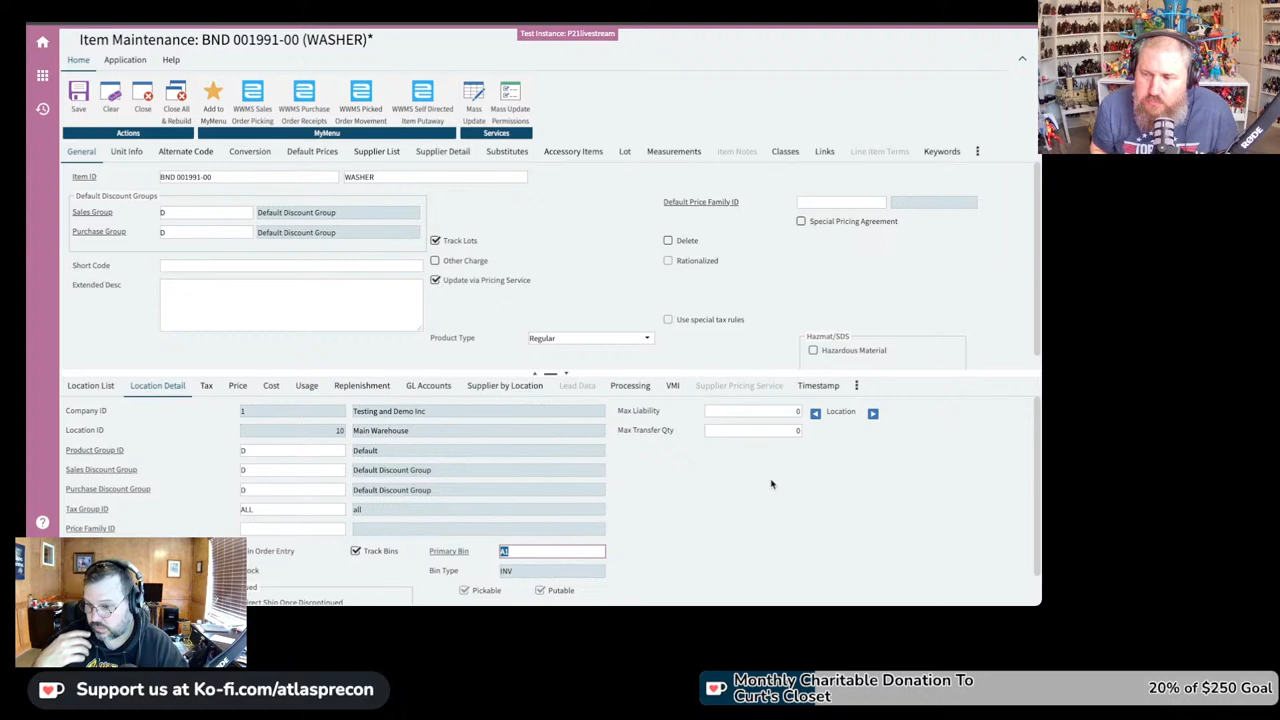 Item Maintenance: BND 001991-00 (WASHER)*
Test Instance: P21livestream
Home Application Help
Save Clear Close Close All & Rebuild Add to MyMenu WWMS Sales Order Picking WWMS Purchase Order Receipts WWMS Picked Order Movement WWMS Self Directed Item Putaway Mass Update Mass Update Permissions
Actions MyMenu Services
General Unit Info Alternate Code Conversion Default Prices Supplier List Supplier Detail Substitutes Accessory Items Lot Measurements Item Notes Classes Links Line Item Terms Keywords
Item ID BND 001991-00 WASHER
Default Discount Groups
Sales Group D Default Discount Group
Purchase Group D Default Discount Group
Short Code
Extended Desc
Track Lots
Other Charge
Update via Pricing Service
Product Type Regular
Default Price Family ID
Special Pricing Agreement
Delete
Rationalized
Use special tax rules
Hazmat/SDS
Hazardous Material
Location List Location Detail Tax Price Cost Usage Replenishment GL Accounts Supplier by Location Lead Data Processing VMI Supplier Pricing Service Timestamp
Company ID 1 Testing and Demo Inc
Location ID 10 Main Warehouse
Product Group ID D Default
Sales Discount Group D Default Discount Group
Purchase Discount Group D Default Discount Group
Tax Group ID ALL all
Price Family ID
Max Liability 0 Location
Max Transfer Qty 0
in Order Entry Track Bins Primary Bin A1
Bin Type INV
Pickable Putable
Direct Ship Once Discontinued
RODE
Support us at Ko-fi.com/atlasprecon
Monthly Charitable Donation To
Curt's Closet
20% of $250 Goal